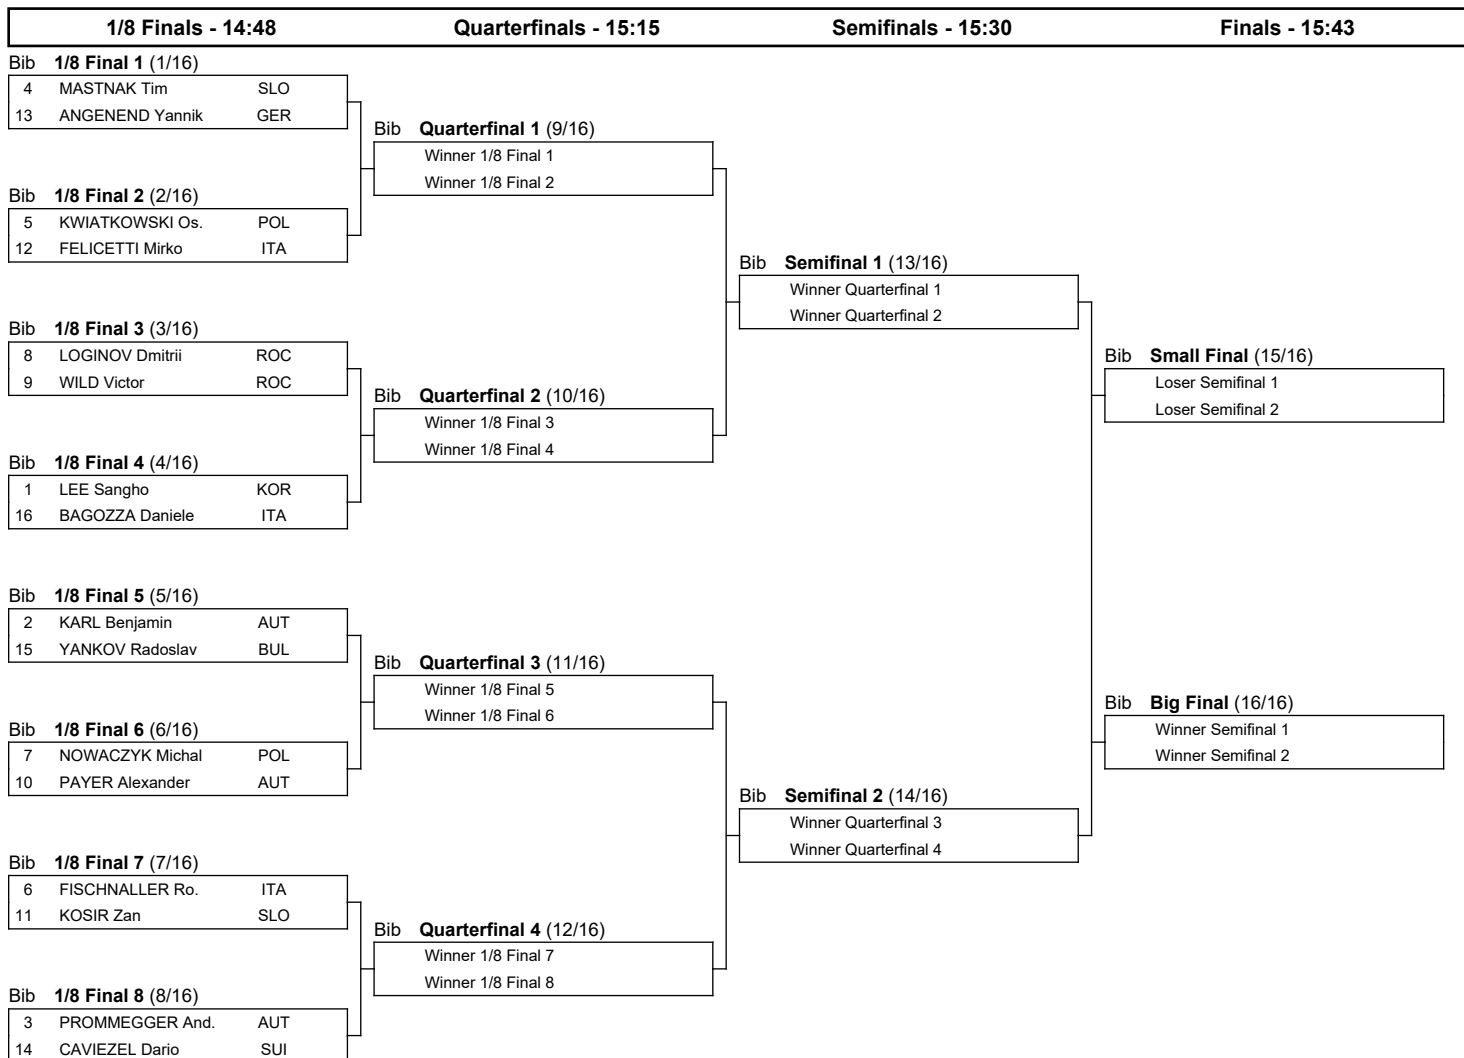 1/8 Finals - 14:48 Quarterfinals - 15:15 Semifinals - 15:30 Finals - 15:43
Bib 1/8 Final 1 (1/16)
4 MASTNAK Tim SLO
13 ANGENEND Yannik GER
Bib 1/8 Final 2 (2/16)
5 KWIATKOWSKI Os. POL
12 FELICETTI Mirko ITA
Bib 1/8 Final 3 (3/16)
8 LOGINOV Dmitrii ROC
9 WILD Victor ROC
Bib 1/8 Final 4 (4/16)
1 LEE Sangho KOR
16 BAGOZZA Daniele ITA
Bib 1/8 Final 5 (5/16)
2 KARL Benjamin AUT
15 YANKOV Radoslav BUL
Bib 1/8 Final 6 (6/16)
7 NOWACZYK Michal POL
10 PAYER Alexander AUT
Bib 1/8 Final 7 (7/16)
6 FISCHNALLER Ro. ITA
11 KOSIR Zan SLO
Bib 1/8 Final 8 (8/16)
3 PROMMEGGER And. AUT
14 CAVIEZEL Dario SUI
Bib Quarterfinal 1 (9/16)
Winner 1/8 Final 1
Winner 1/8 Final 2
Bib Quarterfinal 2 (10/16)
Winner 1/8 Final 3
Winner 1/8 Final 4
Bib Quarterfinal 3 (11/16)
Winner 1/8 Final 5
Winner 1/8 Final 6
Bib Quarterfinal 4 (12/16)
Winner 1/8 Final 7
Winner 1/8 Final 8
Bib Semifinal 1 (13/16)
Winner Quarterfinal 1
Winner Quarterfinal 2
Bib Semifinal 2 (14/16)
Winner Quarterfinal 3
Winner Quarterfinal 4
Bib Small Final (15/16)
Loser Semifinal 1
Loser Semifinal 2
Bib Big Final (16/16)
Winner Semifinal 1
Winner Semifinal 2